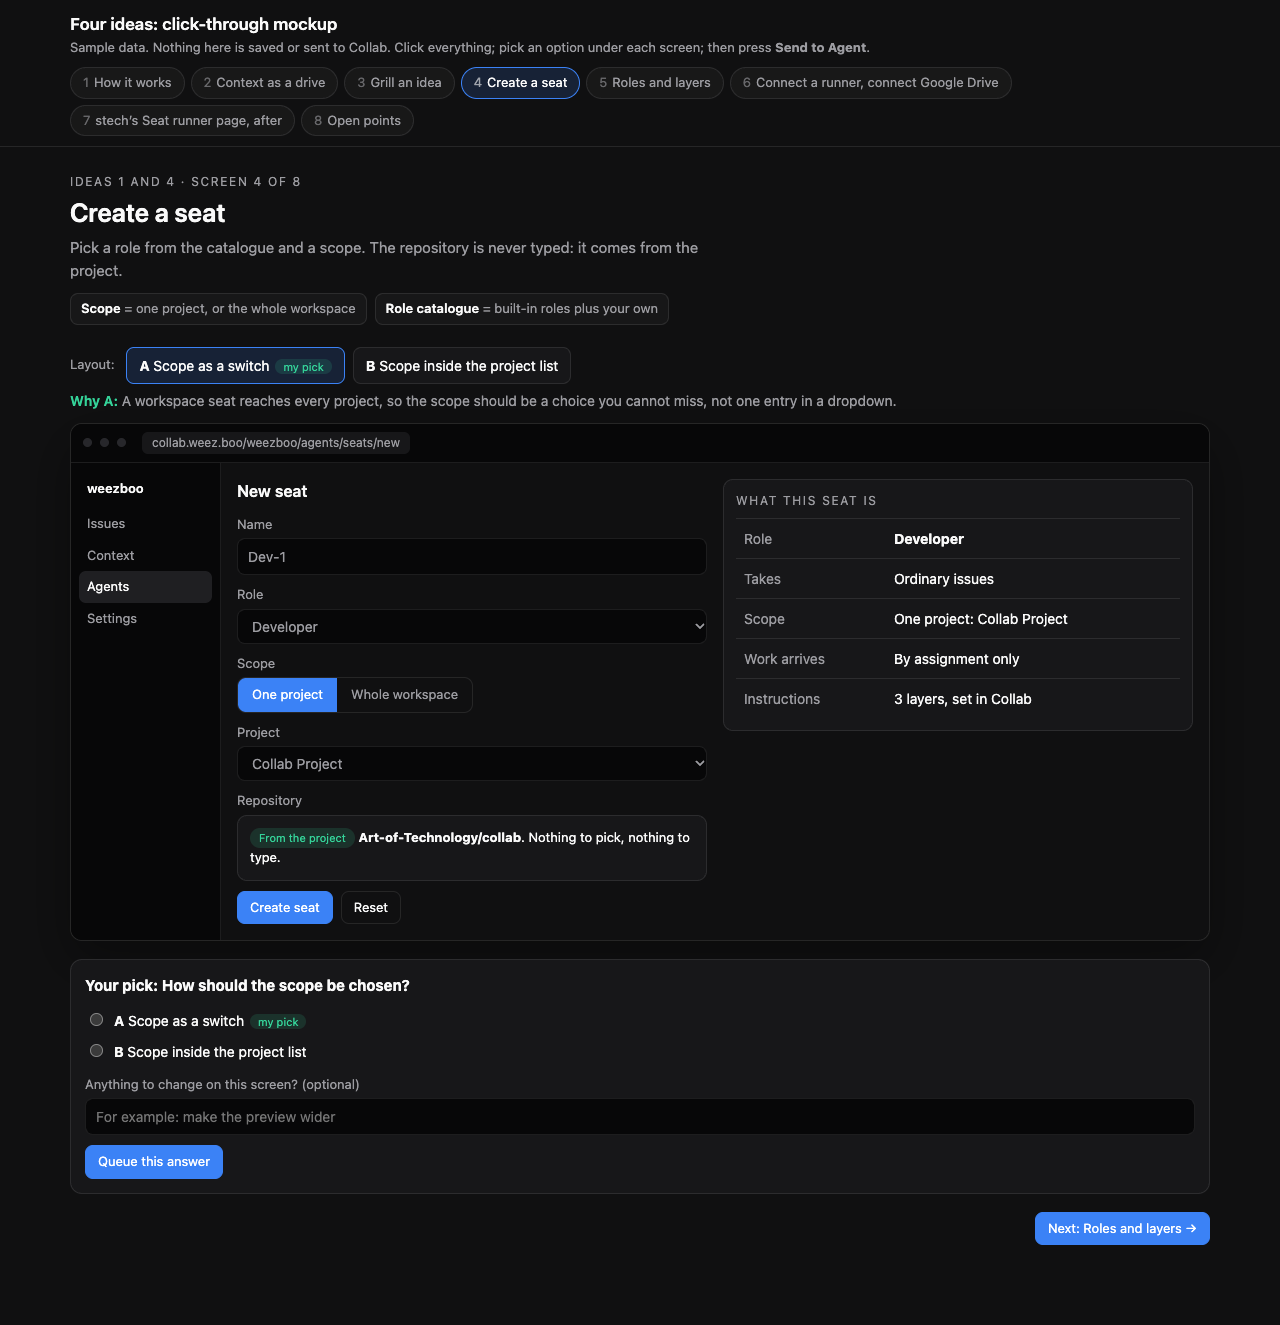 Four ideas: click-through mockup
Sample data. Nothing here is saved or sent to Collab. Click everything; pick an option under each screen; then press Send to Agent.
1 How it works
2 Context as a drive
3 Grill an idea
4 Create a seat
5 Roles and layers
6 Connect a runner, connect Google Drive
7 stech’s Seat runner page, after
8 Open points
IDEAS 1 AND 4 · SCREEN 4 OF 8
Create a seat
Pick a role from the catalogue and a scope. The repository is never typed: it comes from the
project.
Scope = one project, or the whole workspace
Role catalogue = built-in roles plus your own
Layout:
A Scope as a switch my pick
B Scope inside the project list
Why A: A workspace seat reaches every project, so the scope should be a choice you cannot miss, not one entry in a dropdown.
collab.weez.boo/weezboo/agents/seats/new
weezboo
Issues
Context
Agents
Settings
New seat
Name
Dev-1
Role
Developer
Scope
One project
Whole workspace
Project
Collab Project
Repository
From the project Art-of-Technology/collab. Nothing to pick, nothing to
type.
Create seat
Reset
WHAT THIS SEAT IS
Role Developer
Takes Ordinary issues
Scope One project: Collab Project
Work arrives By assignment only
Instructions 3 layers, set in Collab
Your pick: How should the scope be chosen?
A Scope as a switch my pick
B Scope inside the project list
Anything to change on this screen? (optional)
For example: make the preview wider
Queue this answer
Next: Roles and layers →